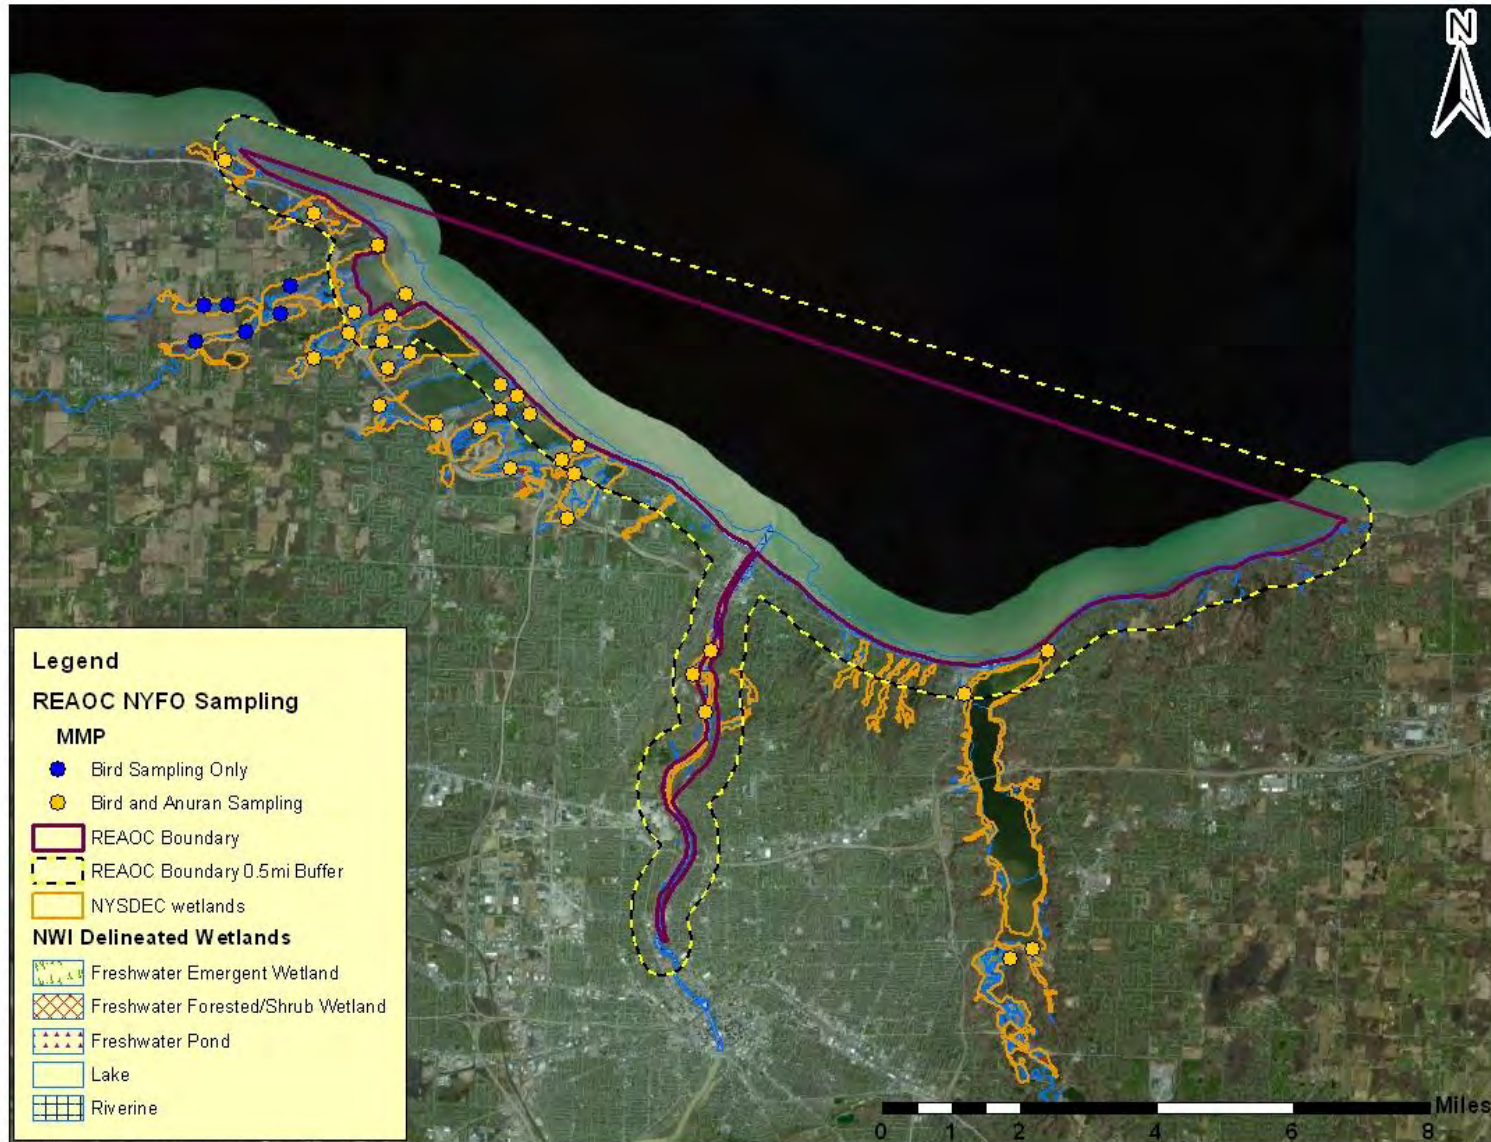 N
Legend
REAOC NYFO Sampling
MMP
Bird Sampling Only
Bird and Anuran Sampling
REAOC Boundary
REAOC Boundary 0.5mi Buffer
NYSDEC wetlands
NWI Delineated Wetlands
Freshwater Emergent Wetland
Freshwater Forested/Shrub Wetland
Freshwater Pond
Lake
Riverine
Miles
0 1 2 4 6 8